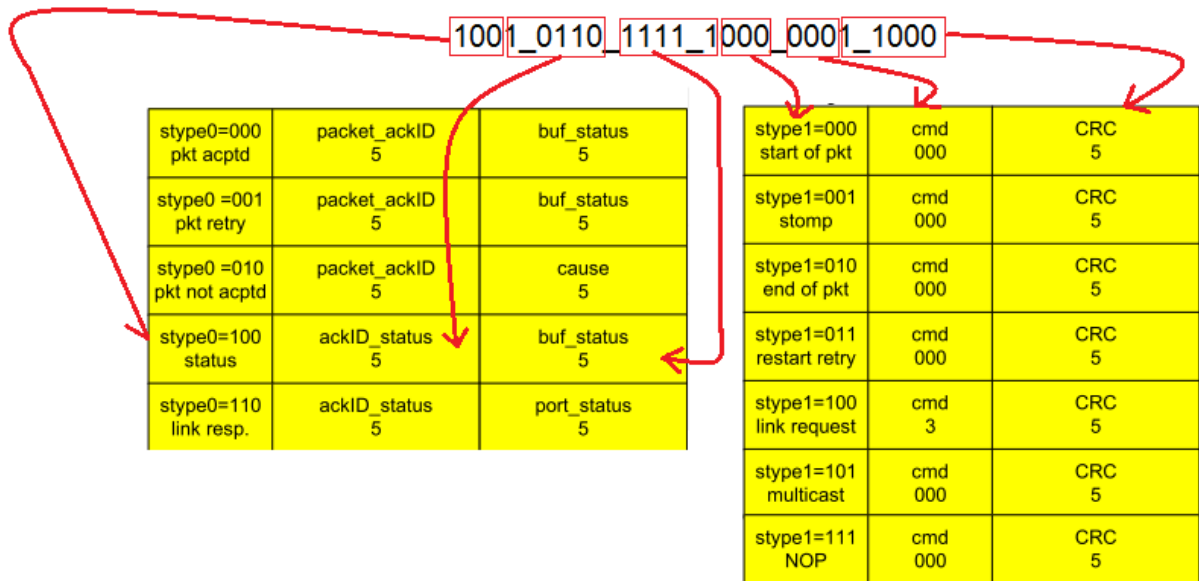 1001_0110_1111_1000_0001_1000
stype0=000 packet_ackID buf_status
pkt acptd 5 5
stype0 =001 packet_ackID buf_status
pkt retry 5 5
stype0 =010 packet_ackID cause
pkt not acptd 5 5
stype0=100 ackID_status buf_status
status 5 5
stype0=110 ackID_status port_status
link resp. 5 5
stype1=000 cmd CRC
start of pkt 000 5
stype1=001 cmd CRC
stomp 000 5
stype1=010 cmd CRC
end of pkt 000 5
stype1=011 cmd CRC
restart retry 000 5
stype1=100 cmd CRC
link request 3 5
stype1=101 cmd CRC
multicast 000 5
stype1=111 cmd CRC
NOP 000 5